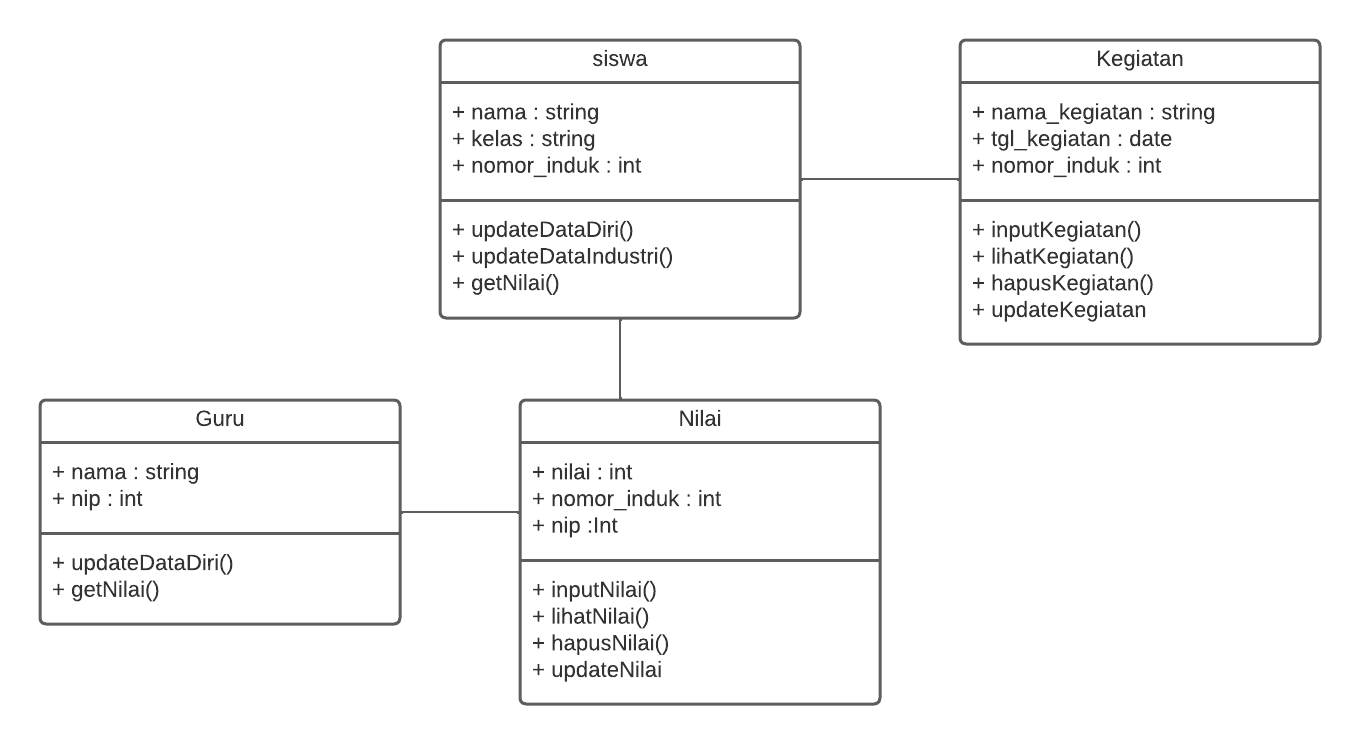 siswa
+ nama : string
+ kelas : string
+ nomor_induk : int
+ updateDataDiri()
+ updateDataIndustri()
+ getNilai()
Kegiatan
+ nama_kegiatan : string
+ tgl_kegiatan : date
+ nomor_induk : int
+ inputKegiatan()
+ lihatKegiatan()
+ hapusKegiatan()
+ updateKegiatan
Guru
+ nama : string
+ nip : int
+ updateDataDiri()
+ getNilai()
Nilai
+ nilai : int
+ nomor_induk : int
+ nip :Int
+ inputNilai()
+ lihatNilai()
+ hapusNilai()
+ updateNilai